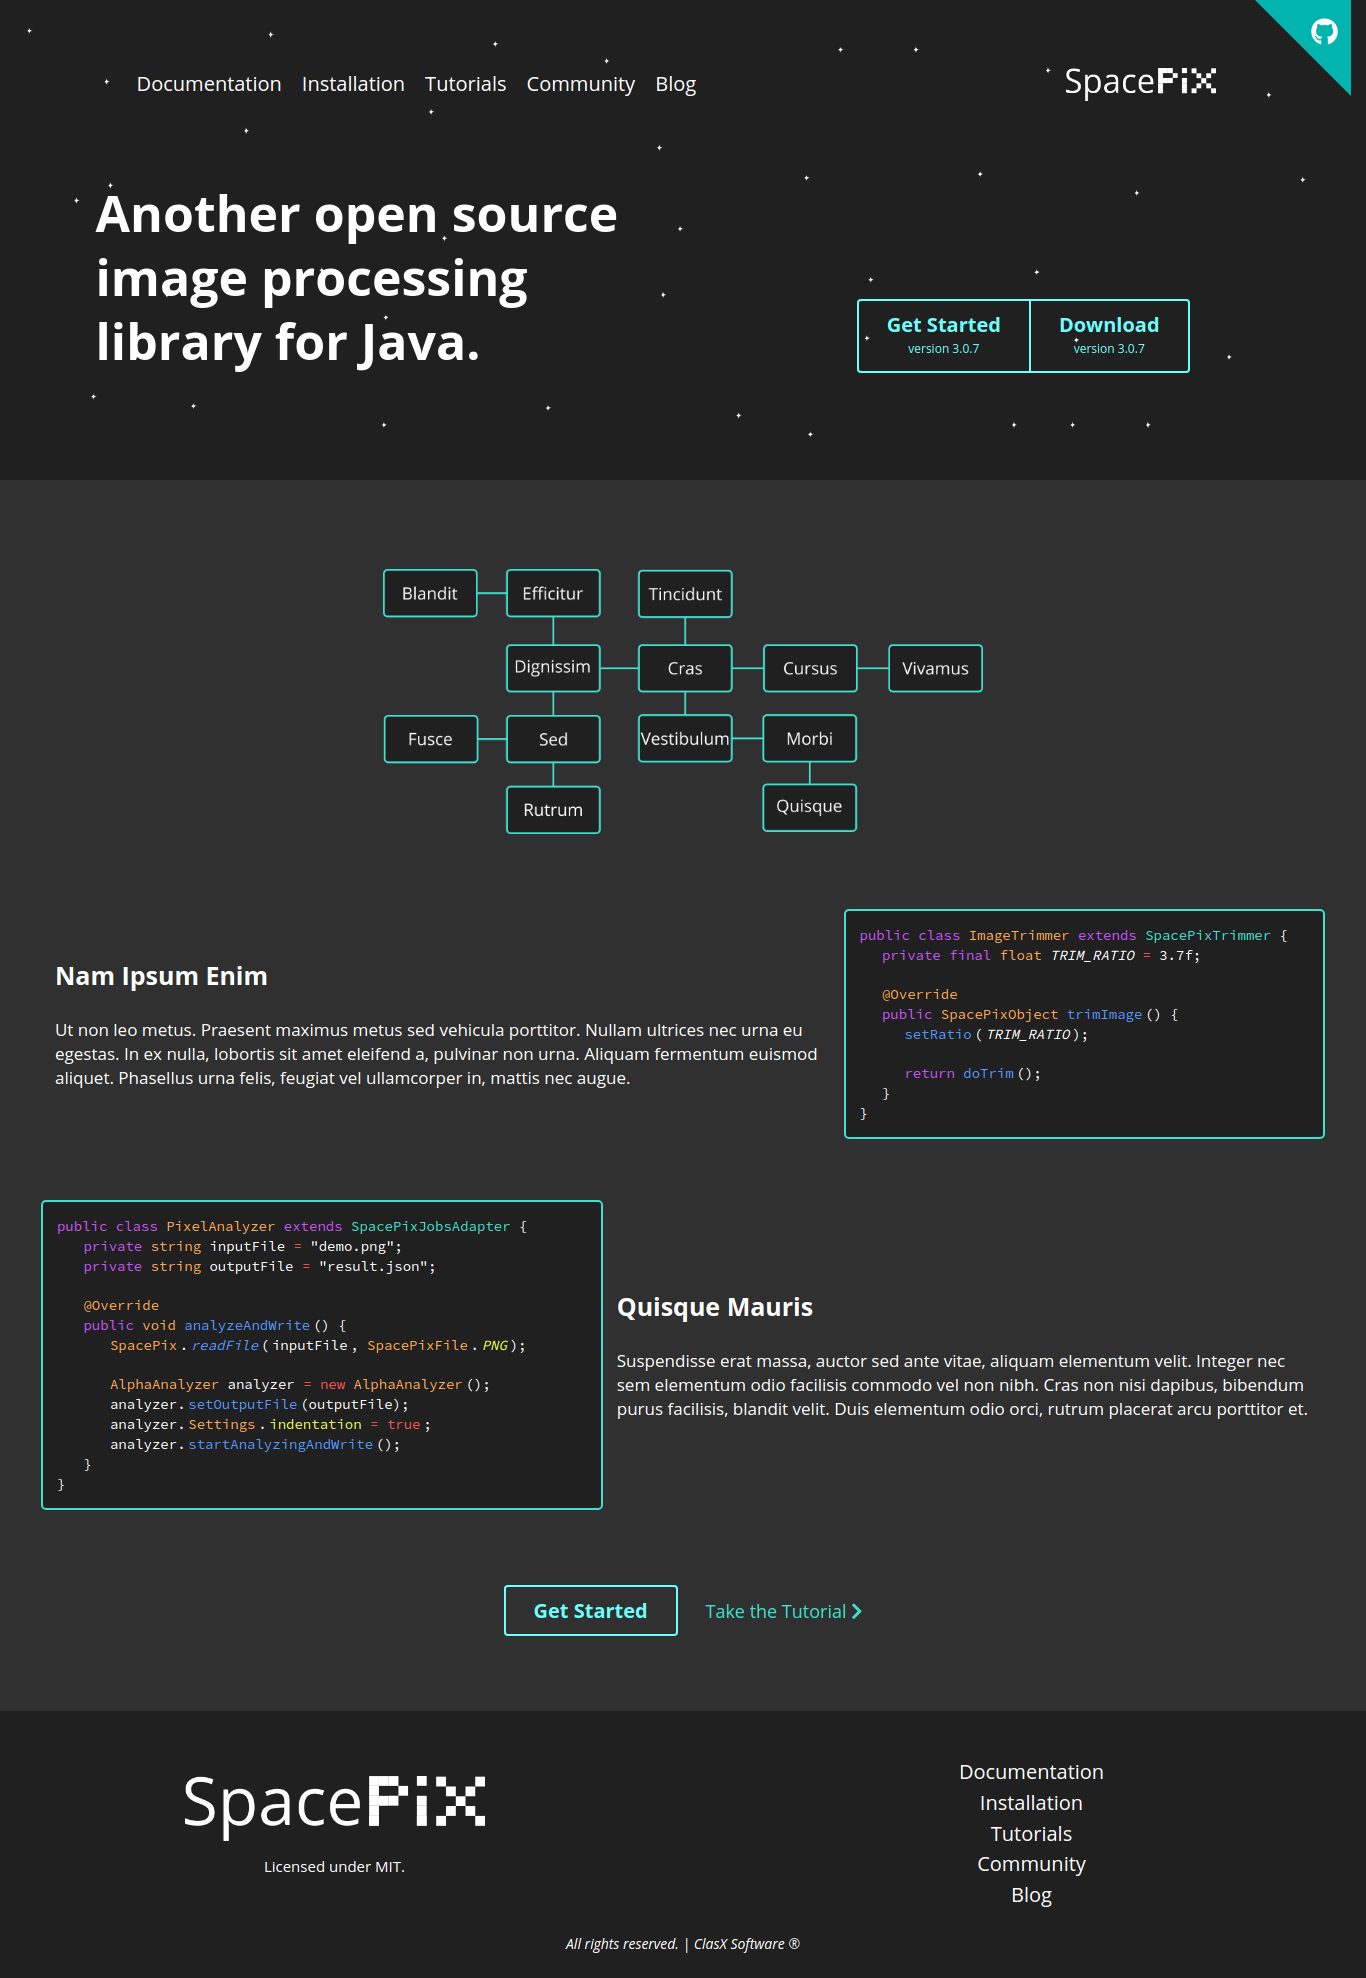 Documentation Installation Tutorials Community Blog
SpacePiX
Another open source
image processing
library for Java.
Get Started
version 3.0.7
Download
version 3.0.7
Blandit
Efficitur
Tincidunt
Dignissim
Cras
Cursus
Vivamus
Fusce
Sed
Vestibulum
Morbi
Rutrum
Quisque
Nam Ipsum Enim
Ut non leo metus. Praesent maximus metus sed vehicula porttitor. Nullam ultrices nec urna eu
egestas. In ex nulla, lobortis sit amet eleifend a, pulvinar non urna. Aliquam fermentum euismod
aliquet. Phasellus urna felis, feugiat vel ullamcorper in, mattis nec augue.
public class ImageTrimmer extends SpacePixTrimmer {
private final float TRIM_RATIO = 3.7f;
@Override
public SpacePixObject trimImage() {
setRatio(TRIM_RATIO);
return doTrim();
}
}
public class PixelAnalyzer extends SpacePixJobsAdapter {
private string inputFile = "demo.png";
private string outputFile = "result.json";
@Override
public void analyzeAndWrite() {
SpacePix.readFile(inputFile, SpacePixFile.PNG);
AlphaAnalyzer analyzer = new AlphaAnalyzer();
analyzer.setOutputFile(outputFile);
analyzer.Settings.indentation = true;
analyzer.startAnalyzingAndWrite();
}
}
Quisque Mauris
Suspendisse erat massa, auctor sed ante vitae, aliquam elementum velit. Integer nec
sem elementum odio facilisis commodo vel non nibh. Cras non nisi dapibus, bibendum
purus facilisis, blandit velit. Duis elementum odio orci, rutrum placerat arcu porttitor et.
Get Started
Take the Tutorial
SpacePiX
Licensed under MIT.
Documentation
Installation
Tutorials
Community
Blog
All rights reserved. | ClasX Software ®